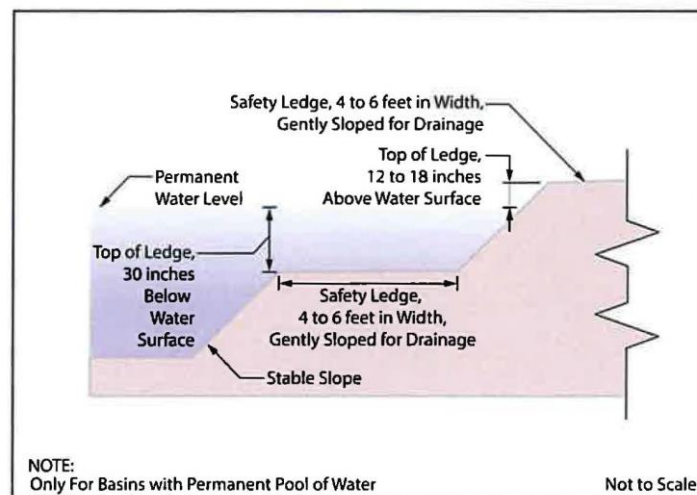 Safety Ledge, 4 to 6 feet in Width,
Gently Sloped for Drainage
Top of Ledge,
12 to 18 inches
Above Water Surface
Permanent
Water Level
Top of Ledge,
30 inches
Below
Water
Surface
Safety Ledge,
4 to 6 feet in Width,
Gently Sloped for Drainage
Stable Slope
NOTE:
Only For Basins with Permanent Pool of Water
Not to Scale